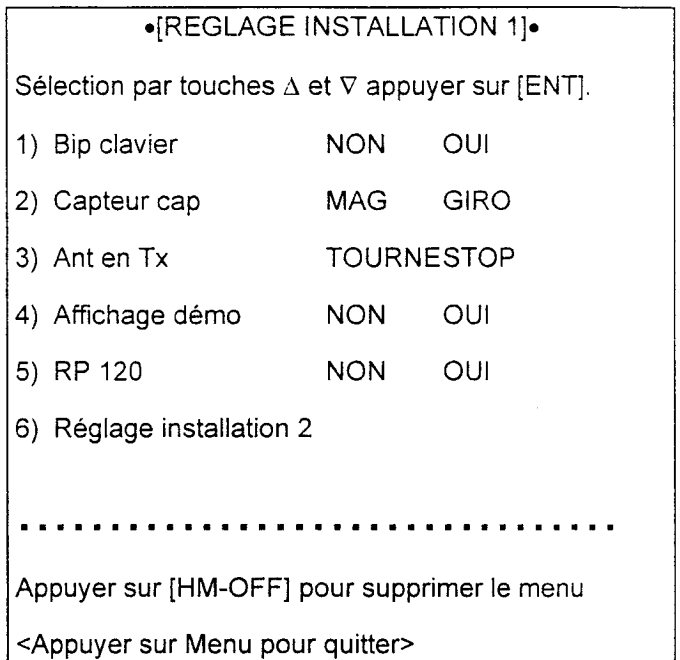 •[REGLAGE INSTALLATION 1]•
Sélection par touches Δ et ∇ appuyer sur [ENT].
1) Bip clavier NON OUI
2) Capteur cap MAG GIRO
3) Ant en Tx TOURNESTOP
4) Affichage démo NON OUI
5) RP 120 NON OUI
6) Réglage installation 2
Appuyer sur [HM-OFF] pour supprimer le menu
<Appuyer sur Menu pour quitter>